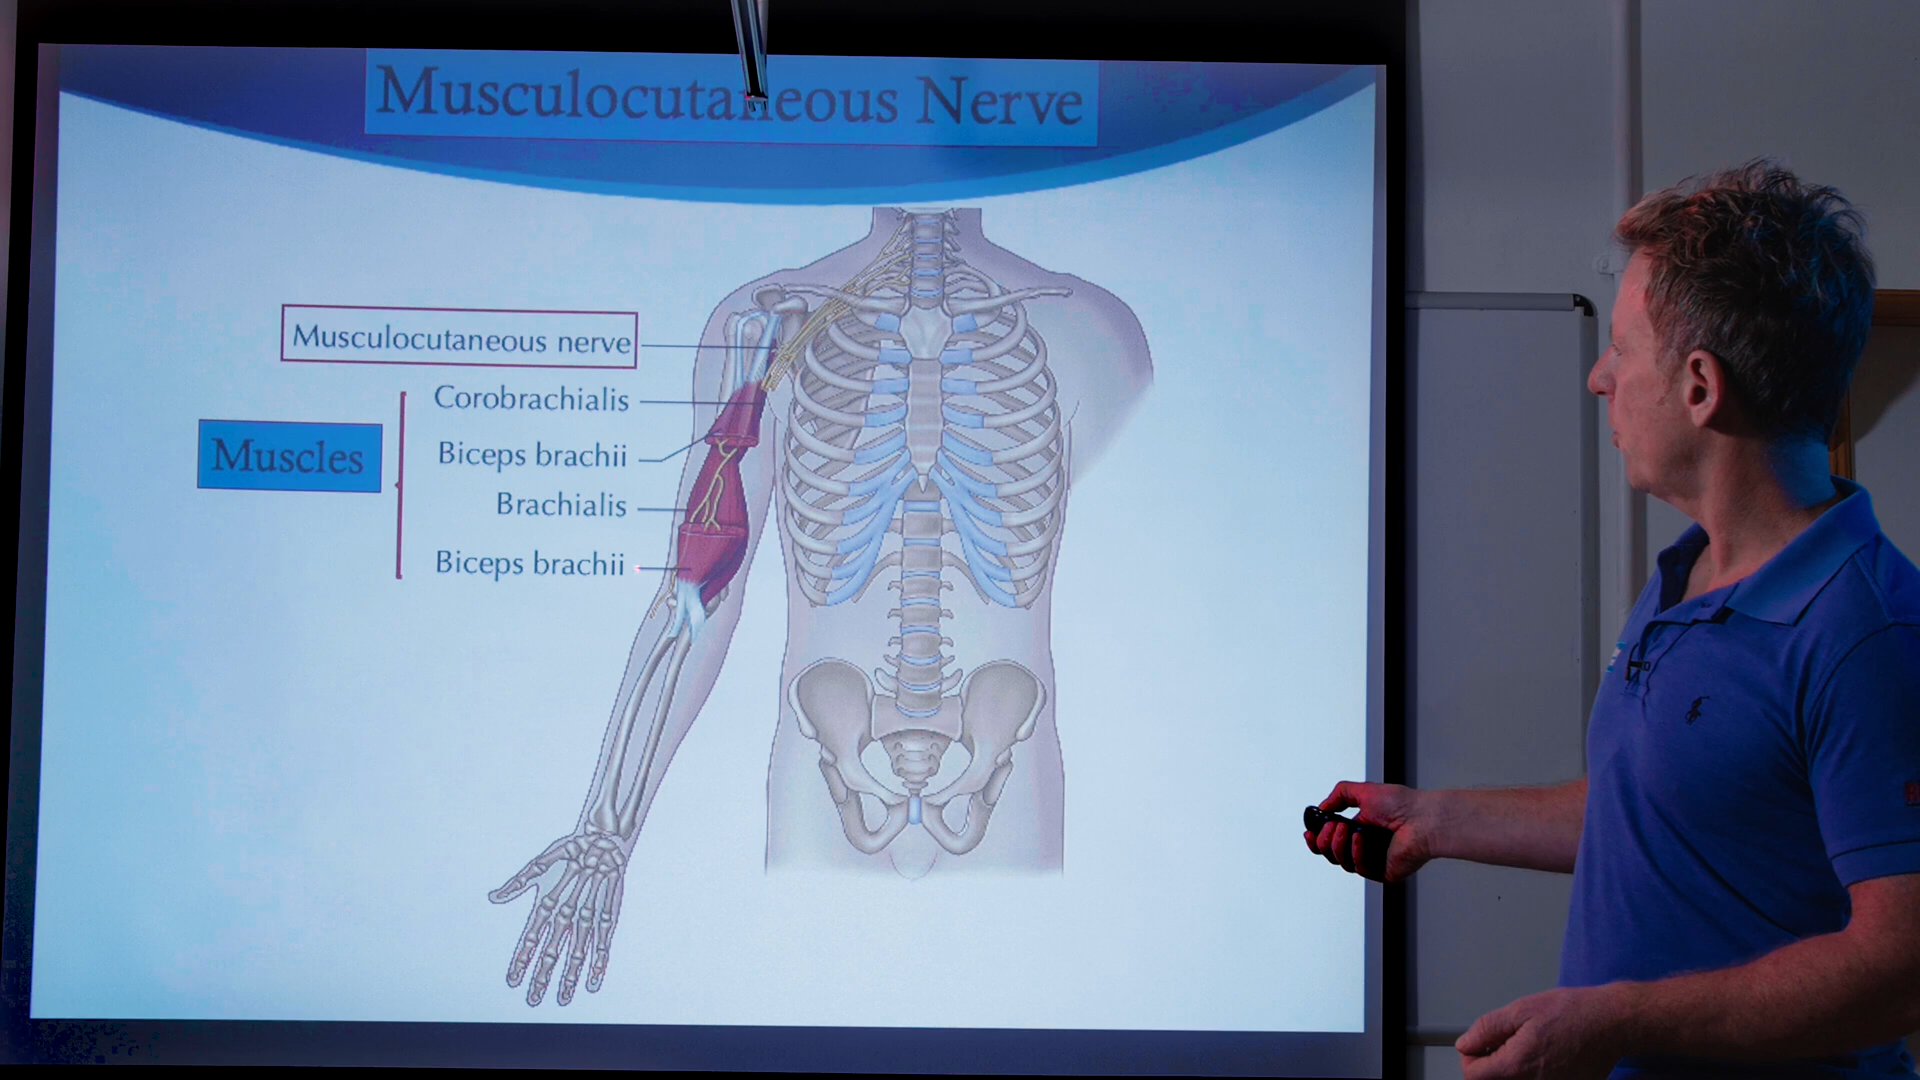 Musculocutaneous Nerve
Musculocutaneous nerve
Corobrachialis
Muscles
Biceps brachii
Brachialis
Biceps brachii